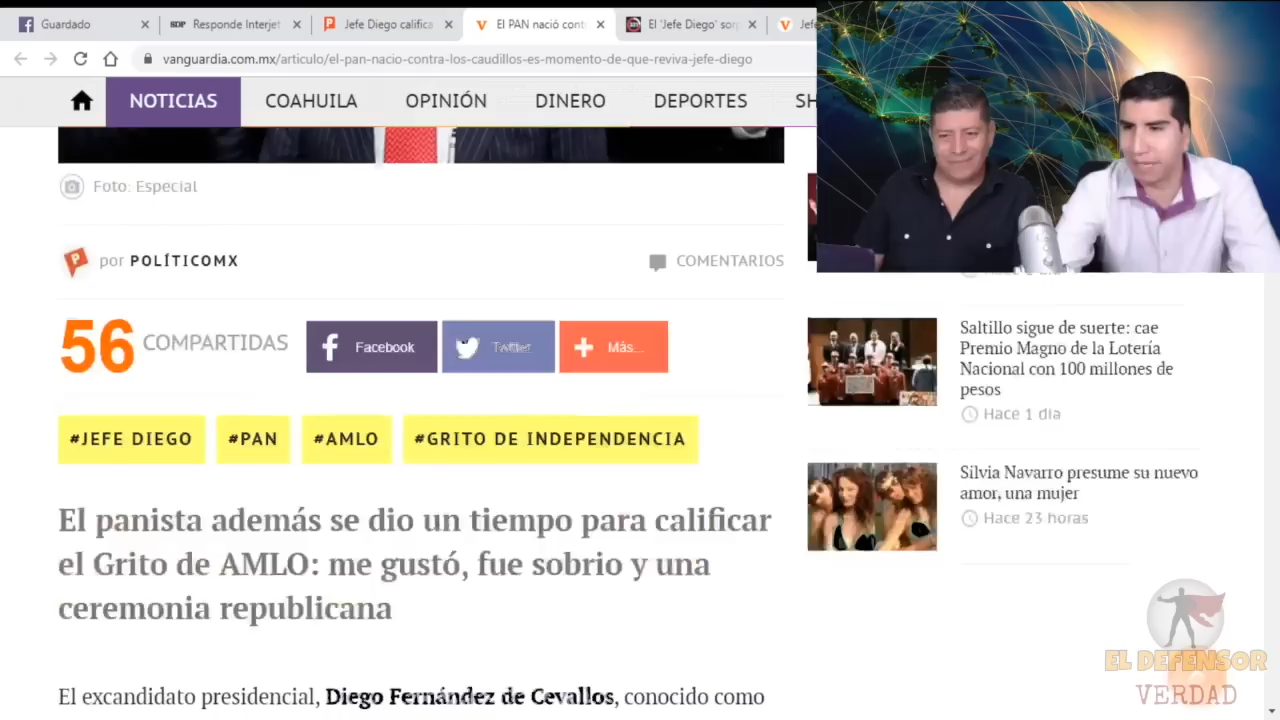 Guardado
SDP Responde Interjet
Jefe Diego califica
El PAN nació cont
El 'Jefe Diego' sorp
Jefe
vanguardia.com.mx/articulo/el-pan-nacio-contra-los-caudillos-es-momento-de-que-reviva-jefe-diego
NOTICIAS COAHUILA OPINIÓN DINERO DEPORTES SH
Foto: Especial
por POLÍTICOMX
COMENTARIOS
56 COMPARTIDAS
Facebook
Twitter
Más...
#JEFE DIEGO #PAN #AMLO #GRITO DE INDEPENDENCIA
El panista además se dio un tiempo para calificar
el Grito de AMLO: me gustó, fue sobrio y una
ceremonia republicana
El excandidato presidencial, Diego Fernández de Cevallos, conocido como
Saltillo sigue de suerte: cae
Premio Magno de la Lotería
Nacional con 100 millones de
pesos
Hace 1 dia
Silvia Navarro presume su nuevo
amor, una mujer
Hace 23 horas
EL DEFENSOR
VERDAD